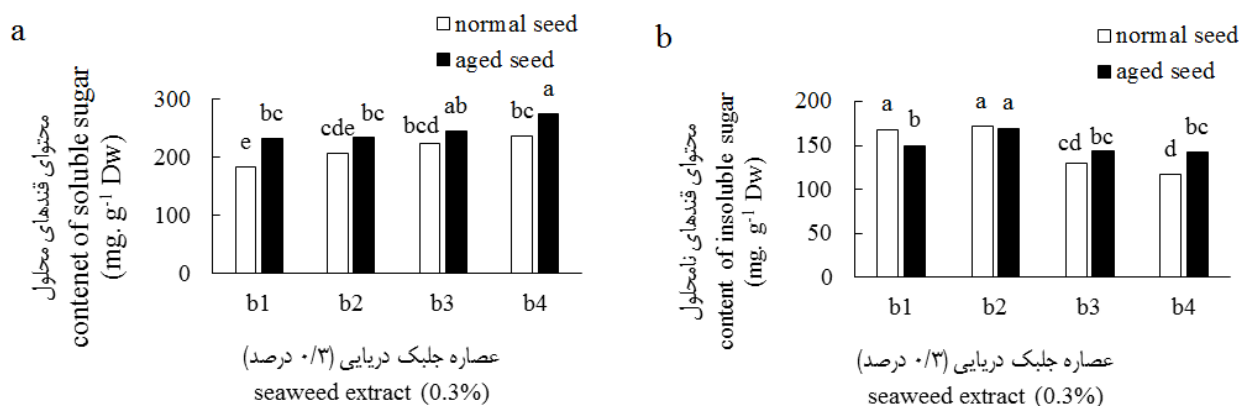 a
normal seed
aged seed
محتوای قندهای محلول
contenet of soluble sugar
(mg. g-1 Dw)
300
200
100
0
e
bc
cde
bc
bcd
ab
bc
a
b1
b2
b3
b4
عصاره جلبک دریایی (۰/۳ درصد)
seaweed extract (0.3%)
b
normal seed
aged seed
محتوای قندهای نامحلول
content of insoluble sugar
(mg. g-1 Dw)
200
150
100
50
0
a
b
a
a
cd
bc
d
bc
b1
b2
b3
b4
عصاره جلبک دریایی (۰/۳ درصد)
seaweed extract (0.3%)